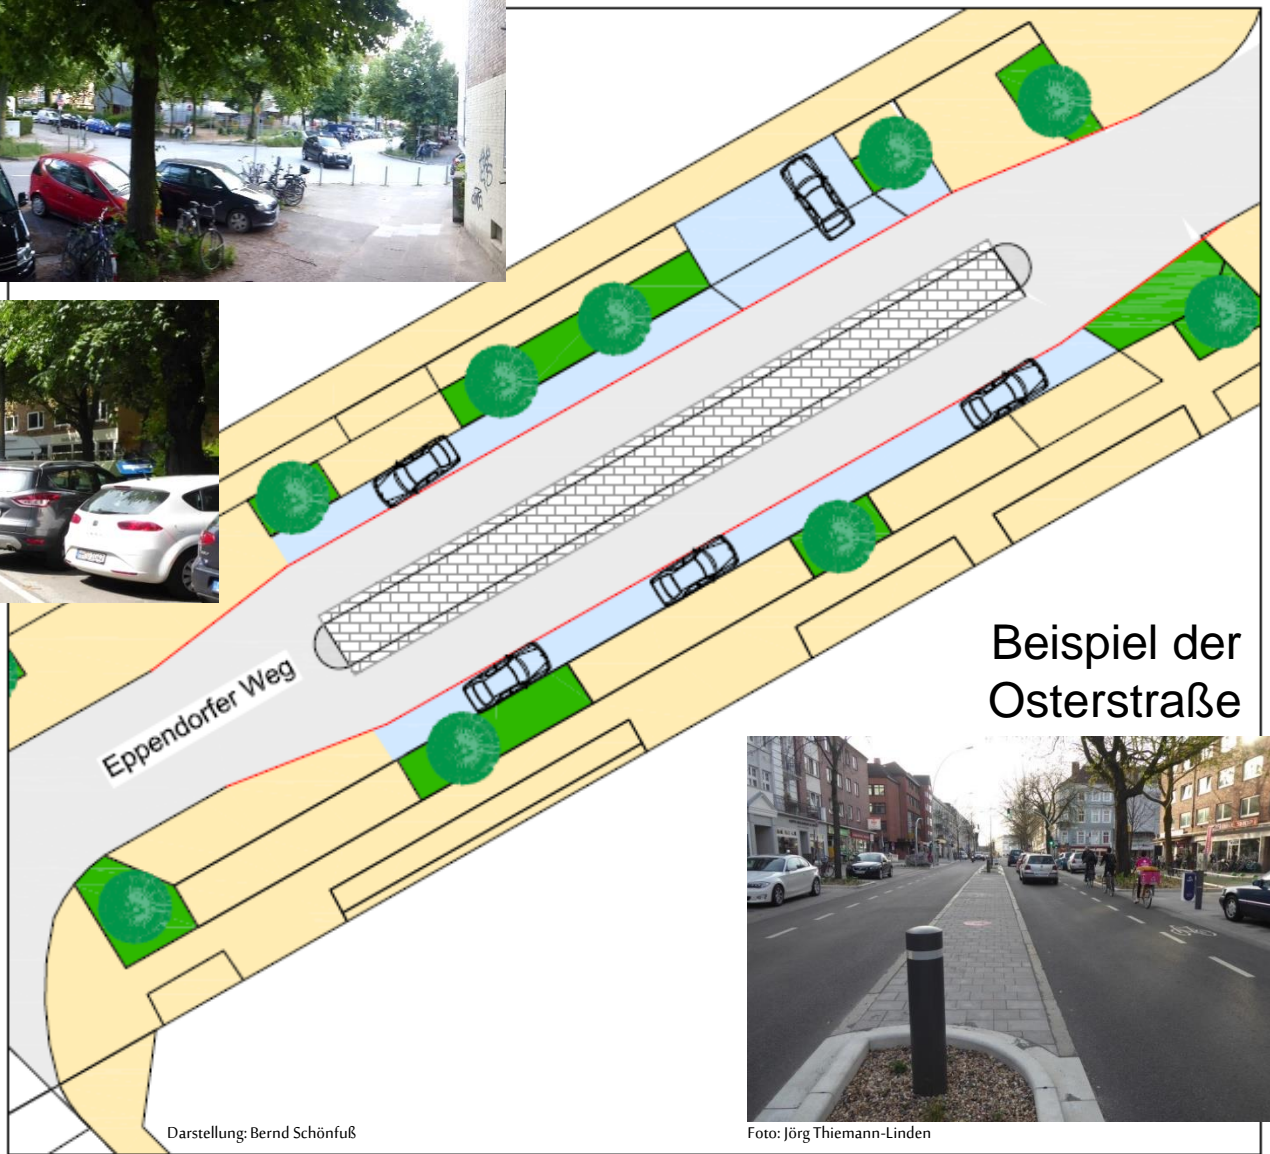 Eppendorfer Weg
Beispiel der
Osterstraße
Darstellung: Bernd Schönfuß
Foto: Jörg Thiemann-Linden